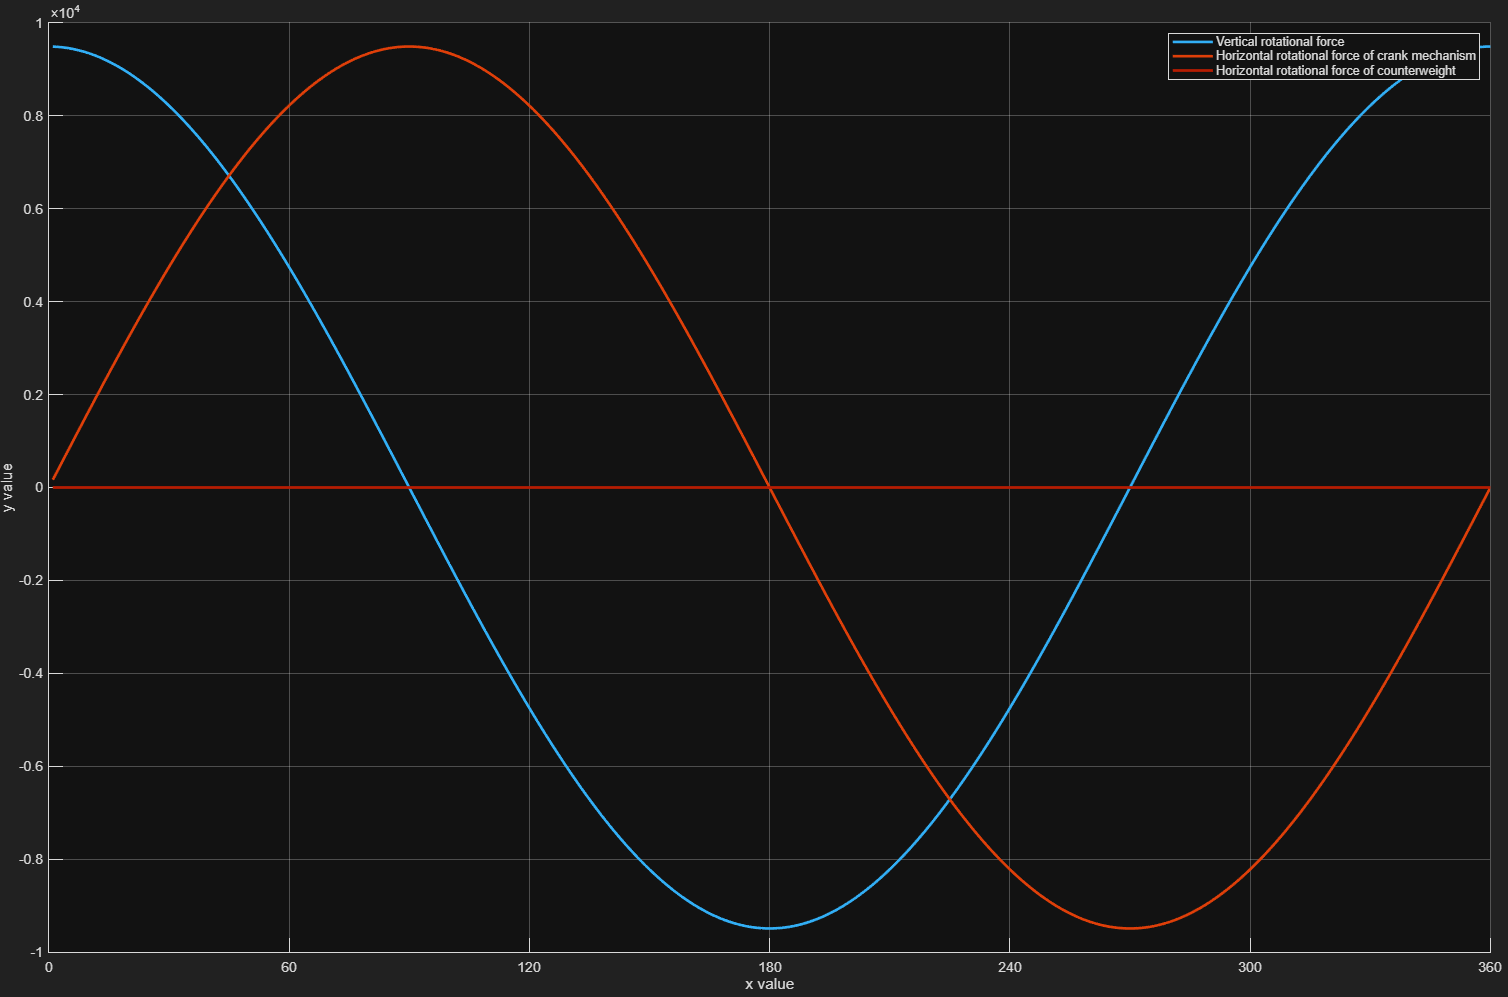 ×10⁴
Vertical rotational force
Horizontal rotational force of crank mechanism
Horizontal rotational force of counterweight
1
0.8
0.6
0.4
0.2
0
-0.2
-0.4
-0.6
-0.8
-1
y value
0 60 120 180 240 300 360
x value